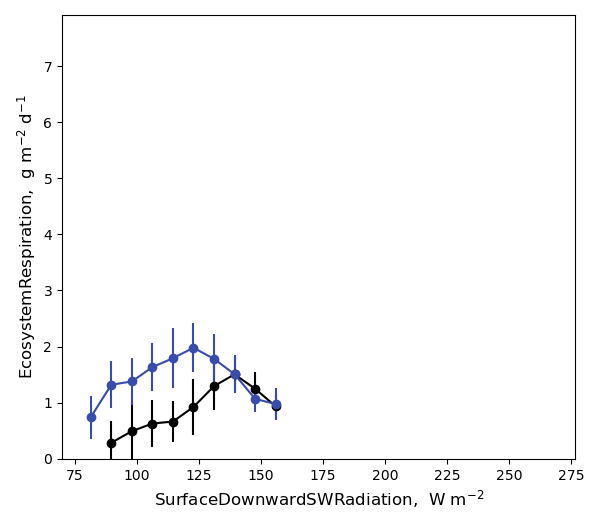 EcosystemRespiration, g m⁻² d⁻¹
7
6
5
4
3
2
1
0
75 100 125 150 175 200 225 250 275
SurfaceDownwardSWRadiation, W m⁻²